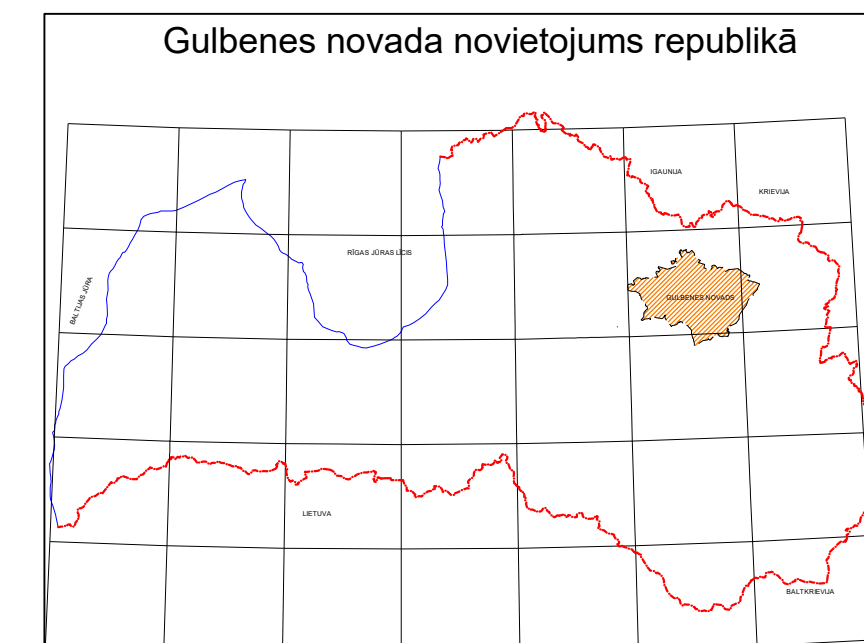 Gulbenes novada novietojums republikā
IGAUNIJA
KRIEVIJA
RĪGAS JŪRAS LĪCIS
BALTIJAS JŪRA
GULBENES NOVADS
LIETUVA
BALTKRIEVIJA